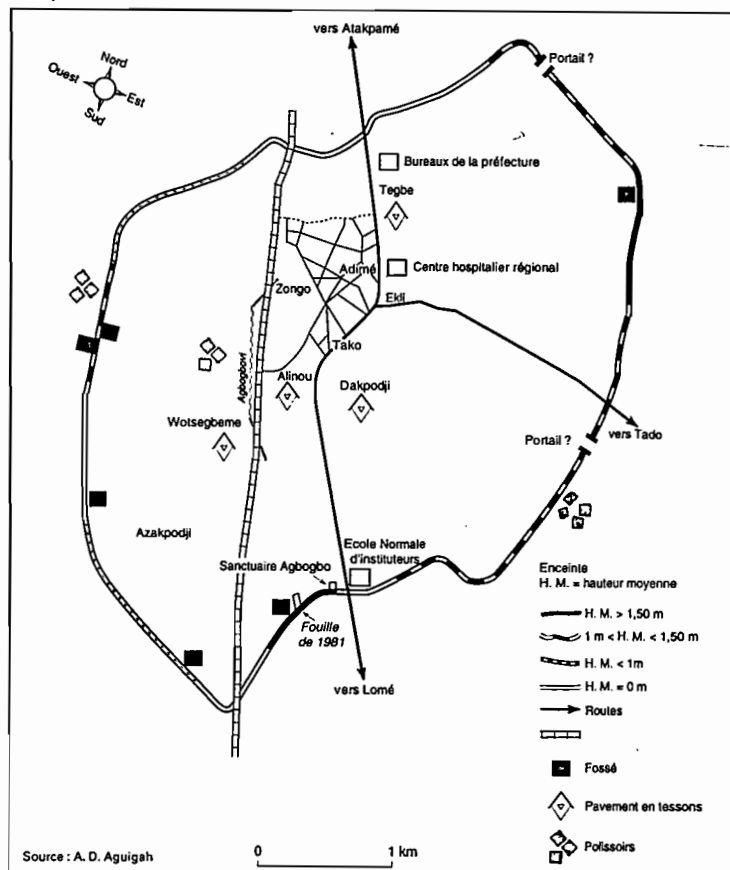 vers Atakpamé
Portail ?
Nord
Ouest
Est
Sud
Bureaux de la préfecture
Tegbe
Adimé
Centre hospitalier régional
Zongo
Ekli
Tako
Agbogbovi
Alinou
Dakpodji
Wotsegbeme
vers Tado
Portail ?
Azakpodji
Ecole Normale
d'instituteurs
Sanctuaire Agbogbo
Fouille
de 1981
vers Lomé
Enceinte
H. M. = hauteur moyenne
H. M. > 1,50 m
1 m < H. M. < 1,50 m
H. M. < 1m
H. M. = 0 m
Routes
Fossé
Pavement en tessons
Polissoirs
Source : A. D. Aguigah
0 1 km